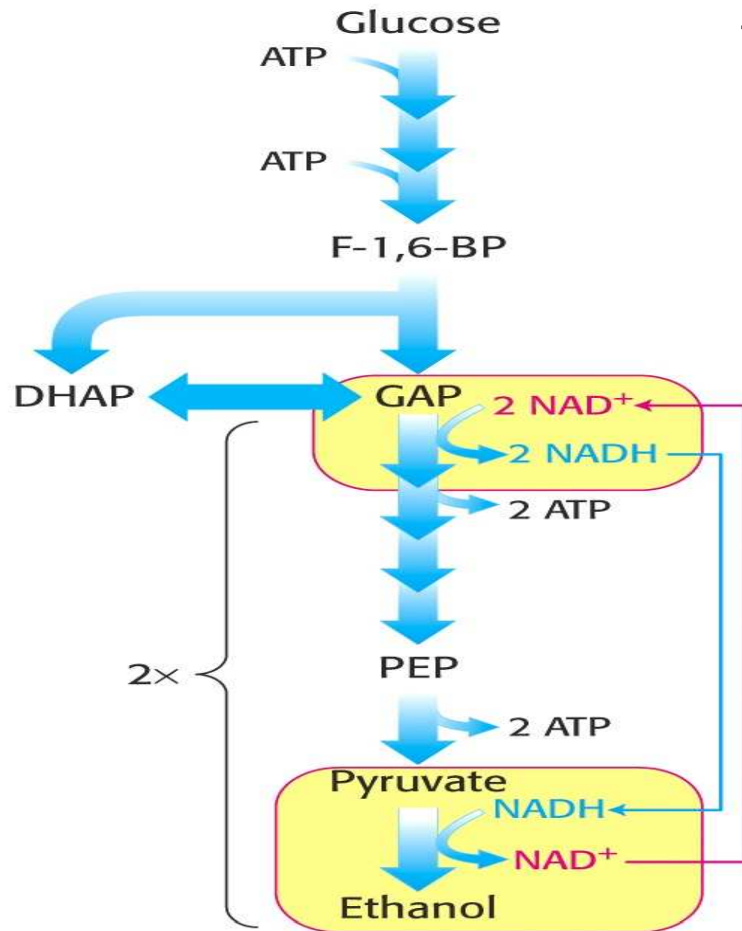 Glucose
ATP
ATP
F-1,6-BP
DHAP
GAP
2 NAD⁺
2 NADH
2 ATP
2×
PEP
2 ATP
Pyruvate
NADH
NAD⁺
Ethanol